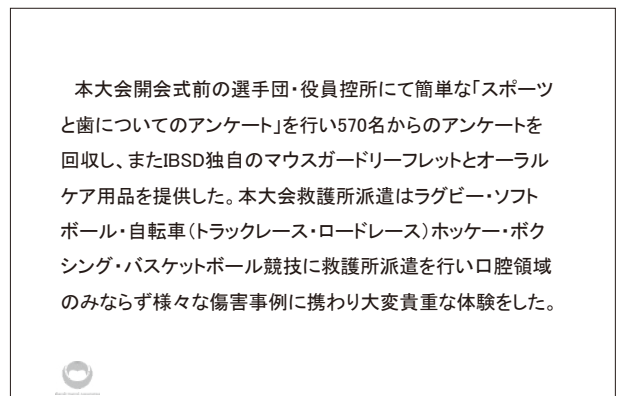 本大会開会式前の選手団・役員控所にて簡単な「スポーツ
と歯についてのアンケート」を行い570名からのアンケートを
回収し、またIBSD独自のマウスガードリーフレットとオーラル
ケア用品を提供した。本大会救護所派遣はラグビー・ソフト
ボール・自転車（トラックレース・ロードレース）ホッケー・ボク
シング・バスケットボール競技に救護所派遣を行い口腔領域
のみならず様々な傷害事例に携わり大変貴重な体験をした。